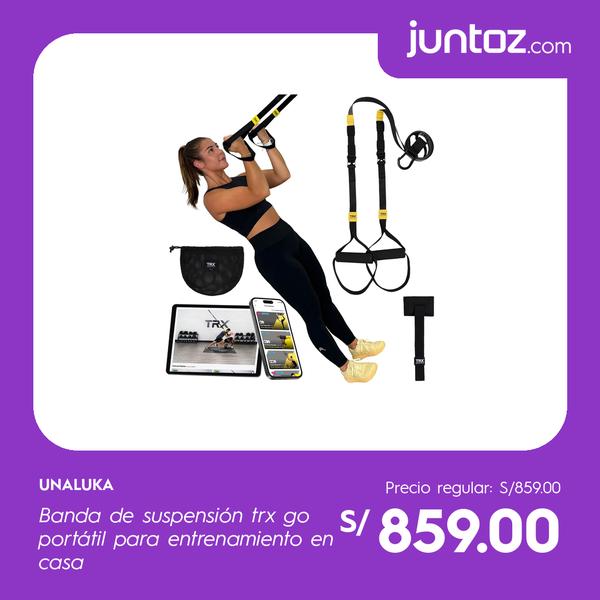 juntoz.com
TRX
TRX
TRX
UNALUKA
Banda de suspensión trx go
portátil para entrenamiento en
casa
Precio regular: S/859.00
S/ 859.00